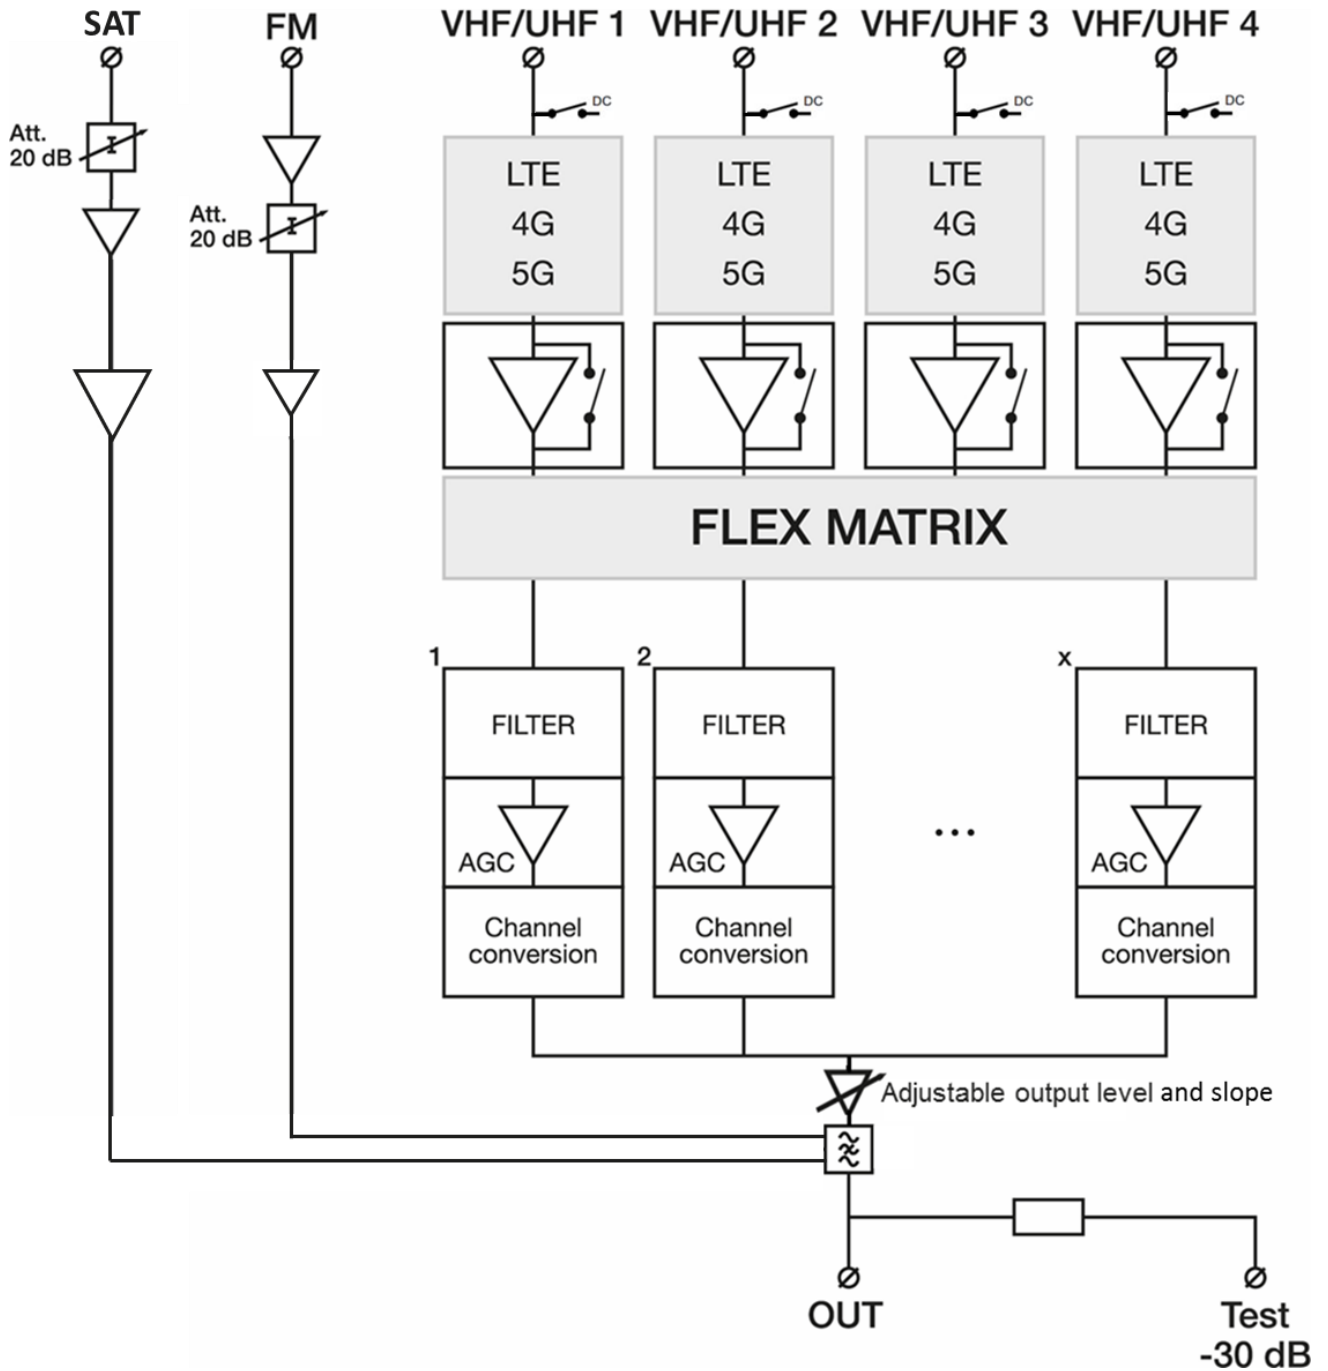 SAT
FM
VHF/UHF 1
VHF/UHF 2
VHF/UHF 3
VHF/UHF 4
DC
DC
DC
DC
Att.
20 dB
Att.
20 dB
LTE
4G
5G
LTE
4G
5G
LTE
4G
5G
LTE
4G
5G
FLEX MATRIX
1
FILTER
AGC
Channel
conversion
2
FILTER
AGC
Channel
conversion
...
x
FILTER
AGC
Channel
conversion
Adjustable output level and slope
OUT
Test
-30 dB